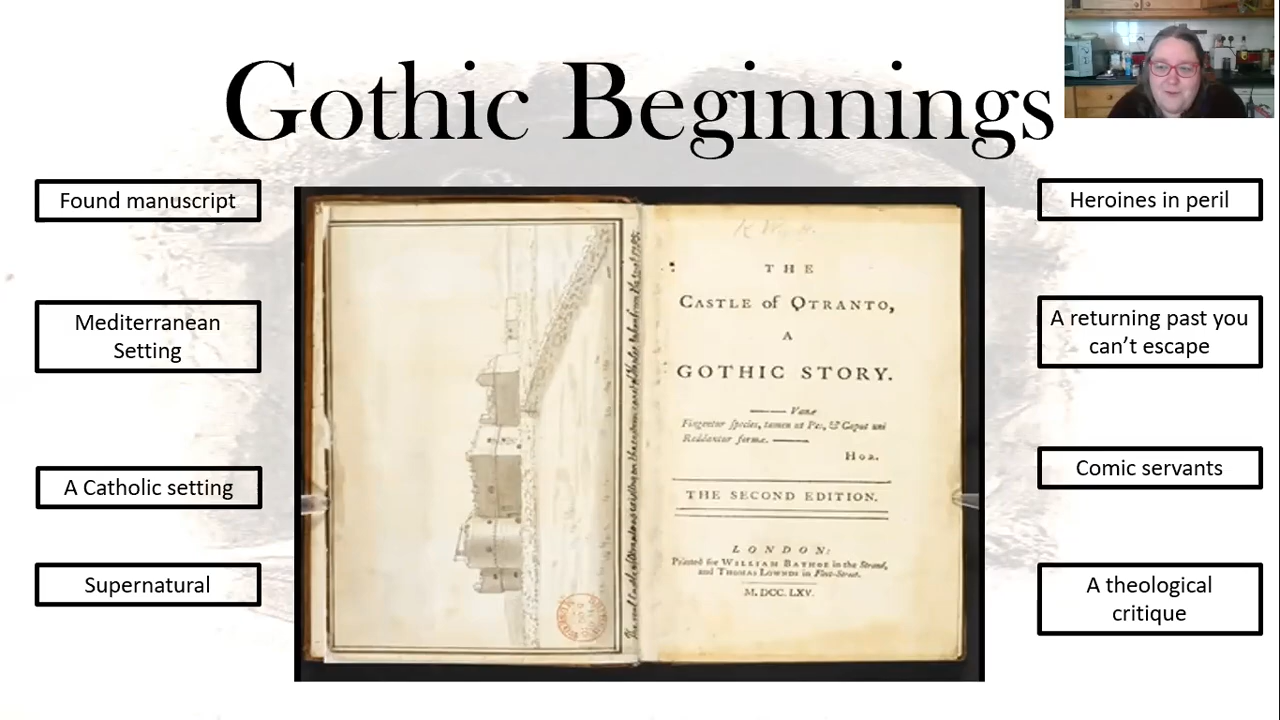 Gothic Beginnings
Found manuscript
Mediterranean
Setting
A Catholic setting
Supernatural
THE
CASTLE of OTRANTO,
A
GOTHIC STORY.
Vanæ
Fingentur species, tamen ut Pes, & Caput uni
Reddantur formæ.
HOR.
THE SECOND EDITION.
LONDON:
Printed for WILLIAM BATHOE in the Strand,
and THOMAS LOWNDS in Fleet-Street.
M.DCC.LXV.
Heroines in peril
A returning past you
can't escape
Comic servants
A theological
critique